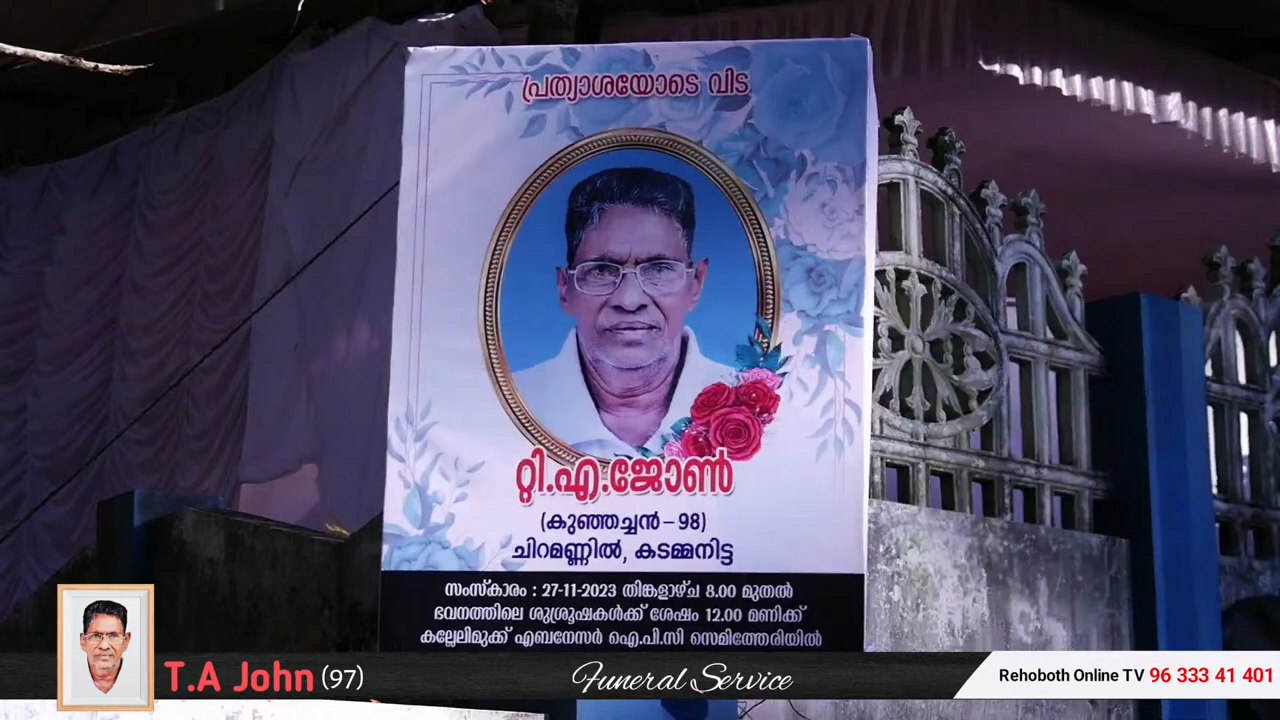 പ്രത്യാശയോടെ വിട
റ്റി.എ.ജോൺ
(കുഞ്ഞച്ചൻ – 98)
ചിറമണ്ണിൽ, കടമ്മനിട്ട
സംസ്കാരം : 27-11-2023 തിങ്കളാഴ്ച 8.00 മുതൽ
ഭവനത്തിലെ ശുശ്രൂഷകൾക്ക് ശേഷം 12.00 മണിക്ക്
കല്ലേലിമുക്ക് എബനേസർ ഐ.പി.സി സെമിത്തേരിയിൽ
T.A John (97)
Funeral Service
Rehoboth Online TV 96 333 41 401